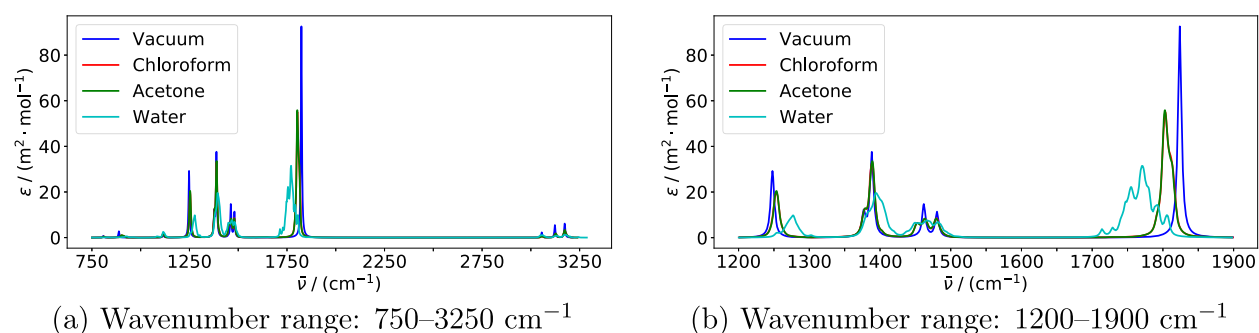 Vacuum
Chloroform
Acetone
Water
80
60
40
20
0
ε / (m² · mol⁻¹)
750 1250 1750 2250 2750 3250
ν̄ / (cm⁻¹)
(a) Wavenumber range: 750–3250 cm⁻¹
Vacuum
Chloroform
Acetone
Water
80
60
40
20
0
ε / (m² · mol⁻¹)
1200 1300 1400 1500 1600 1700 1800 1900
ν̄ / (cm⁻¹)
(b) Wavenumber range: 1200–1900 cm⁻¹